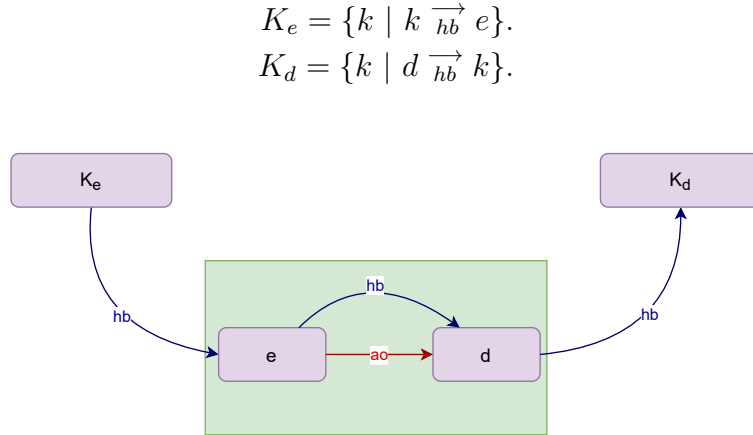 K_e = {k | k →hb e}.
K_d = {k | d →hb k}.
K_e
K_d
hb
hb
hb
e
ao
d